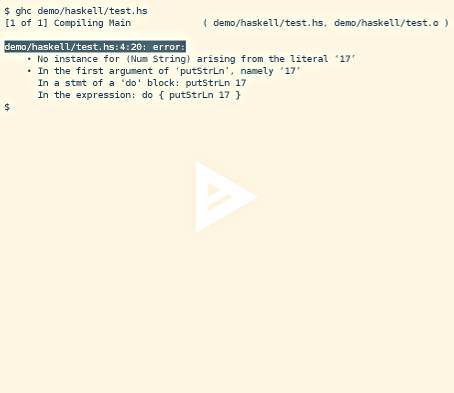 $ ghc demo/haskell/test.hs
[1 of 1] Compiling Main             ( demo/haskell/test.hs, demo/haskell/test.o )
demo/haskell/test.hs:4:20: error:
    • No instance for (Num String) arising from the literal ‘17’
    • In the first argument of ‘putStrLn’, namely ‘17’
      In a stmt of a 'do' block: putStrLn 17
      In the expression: do { putStrLn 17 }
$